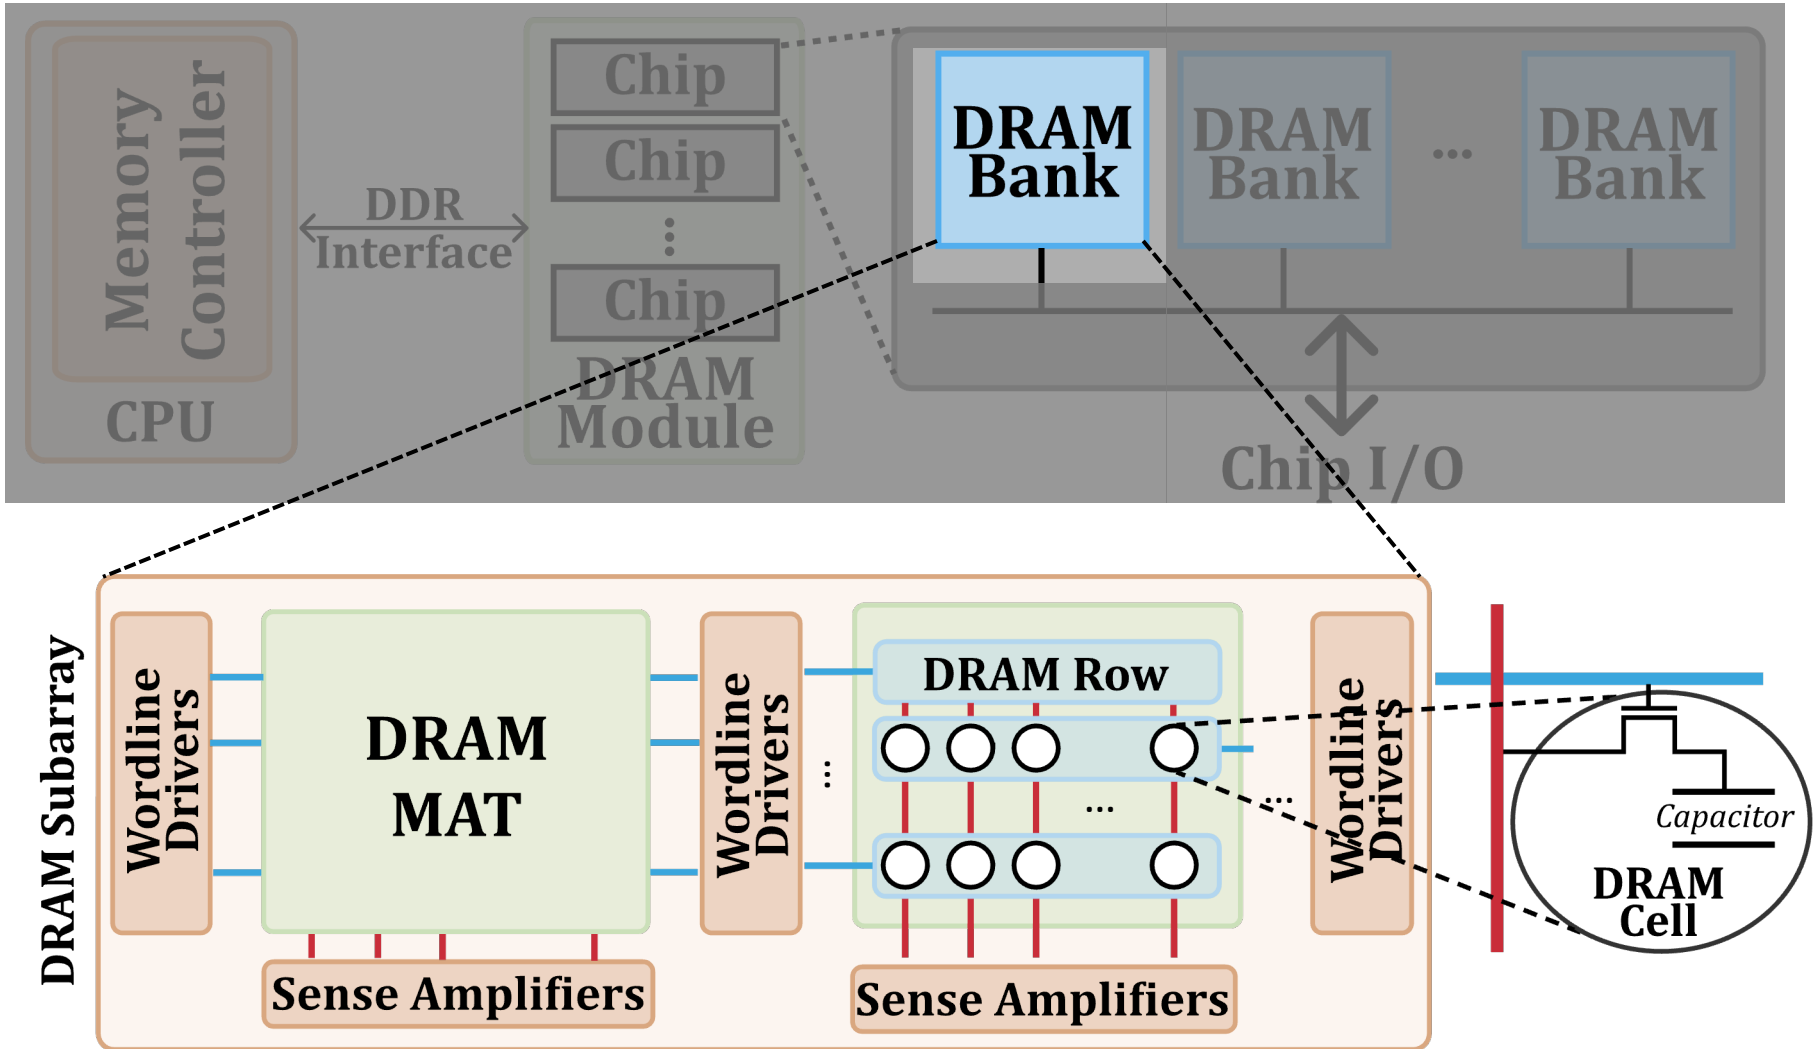 Memory
Controller
CPU
DDR
Interface
Chip
Chip
Chip
DRAM
Module
DRAM
Bank
DRAM
Bank
...
DRAM
Bank
Chip I/O
DRAM Subarray
Wordline
Drivers
DRAM
MAT
Sense Amplifiers
Wordline
Drivers
...
DRAM Row
...
Sense Amplifiers
...
Wordline
Drivers
Capacitor
DRAM
Cell